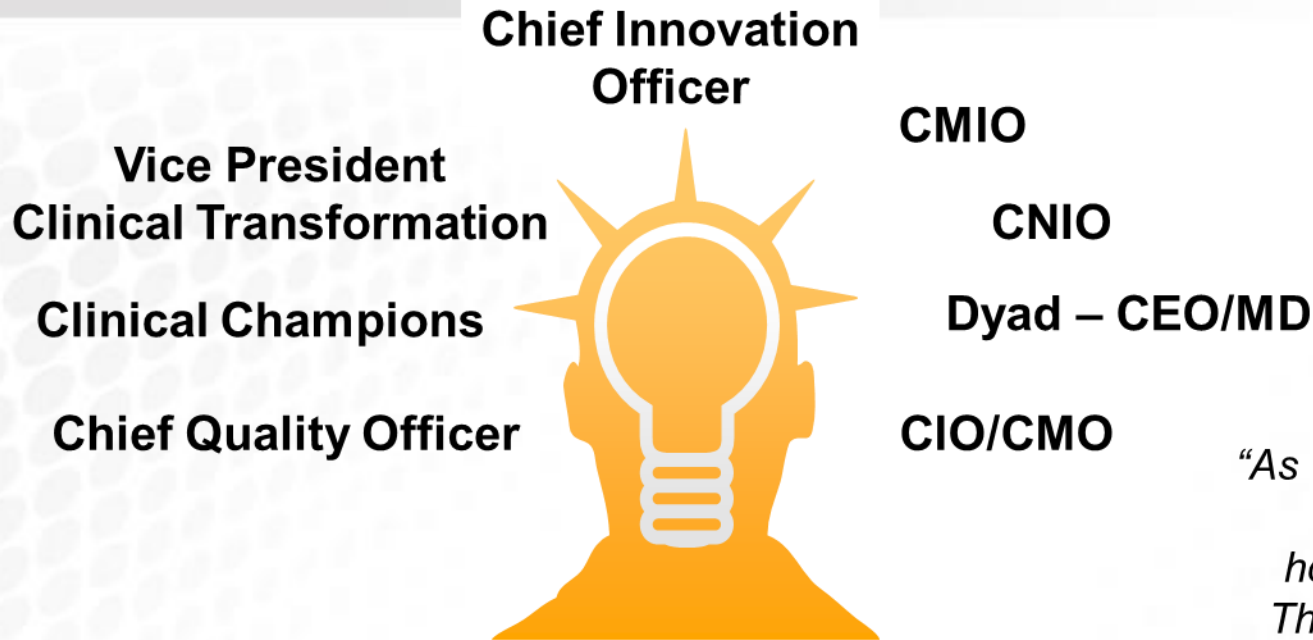 Chief Innovation
Officer
CMIO
Vice President
Clinical Transformation
CNIO
Clinical Champions
Dyad – CEO/MD
Chief Quality Officer
CIO/CMO
“As
Th